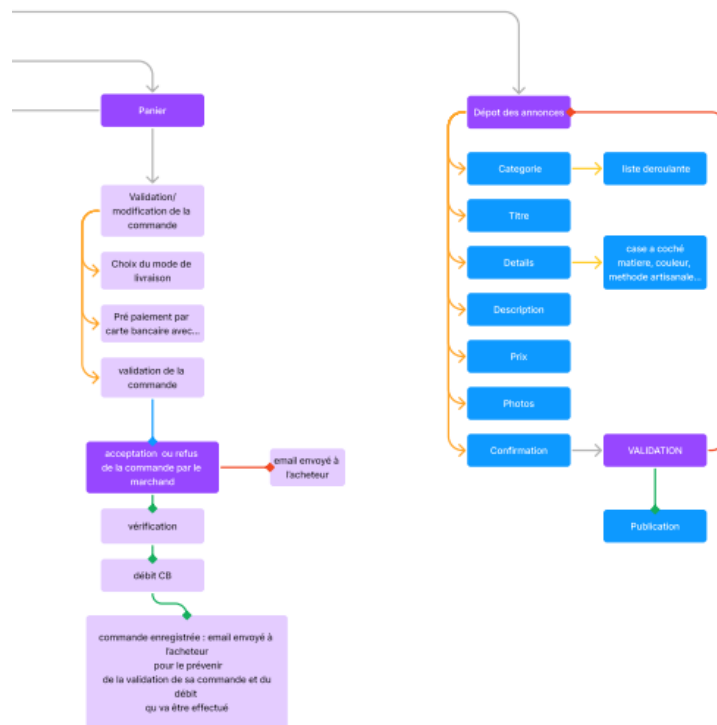 Panier
Validation/
modification de la
commande
Choix du mode de
livraison
Pré paiement par
carte bancaire avec...
validation de la
commande
acceptation ou refus
de la commande par le
marchand
email envoyé à
l'acheteur
vérification
débit CB
commande enregistrée : email envoyé à
l'acheteur
pour le prévenir
de la validation de sa commande et du
débit
qu va être effectué
Dépot des annonces
Categorie
liste deroulante
Titre
Details
case a coché
matiere, couleur,
methode artisanale...
Description
Prix
Photos
Confirmation
VALIDATION
Publication